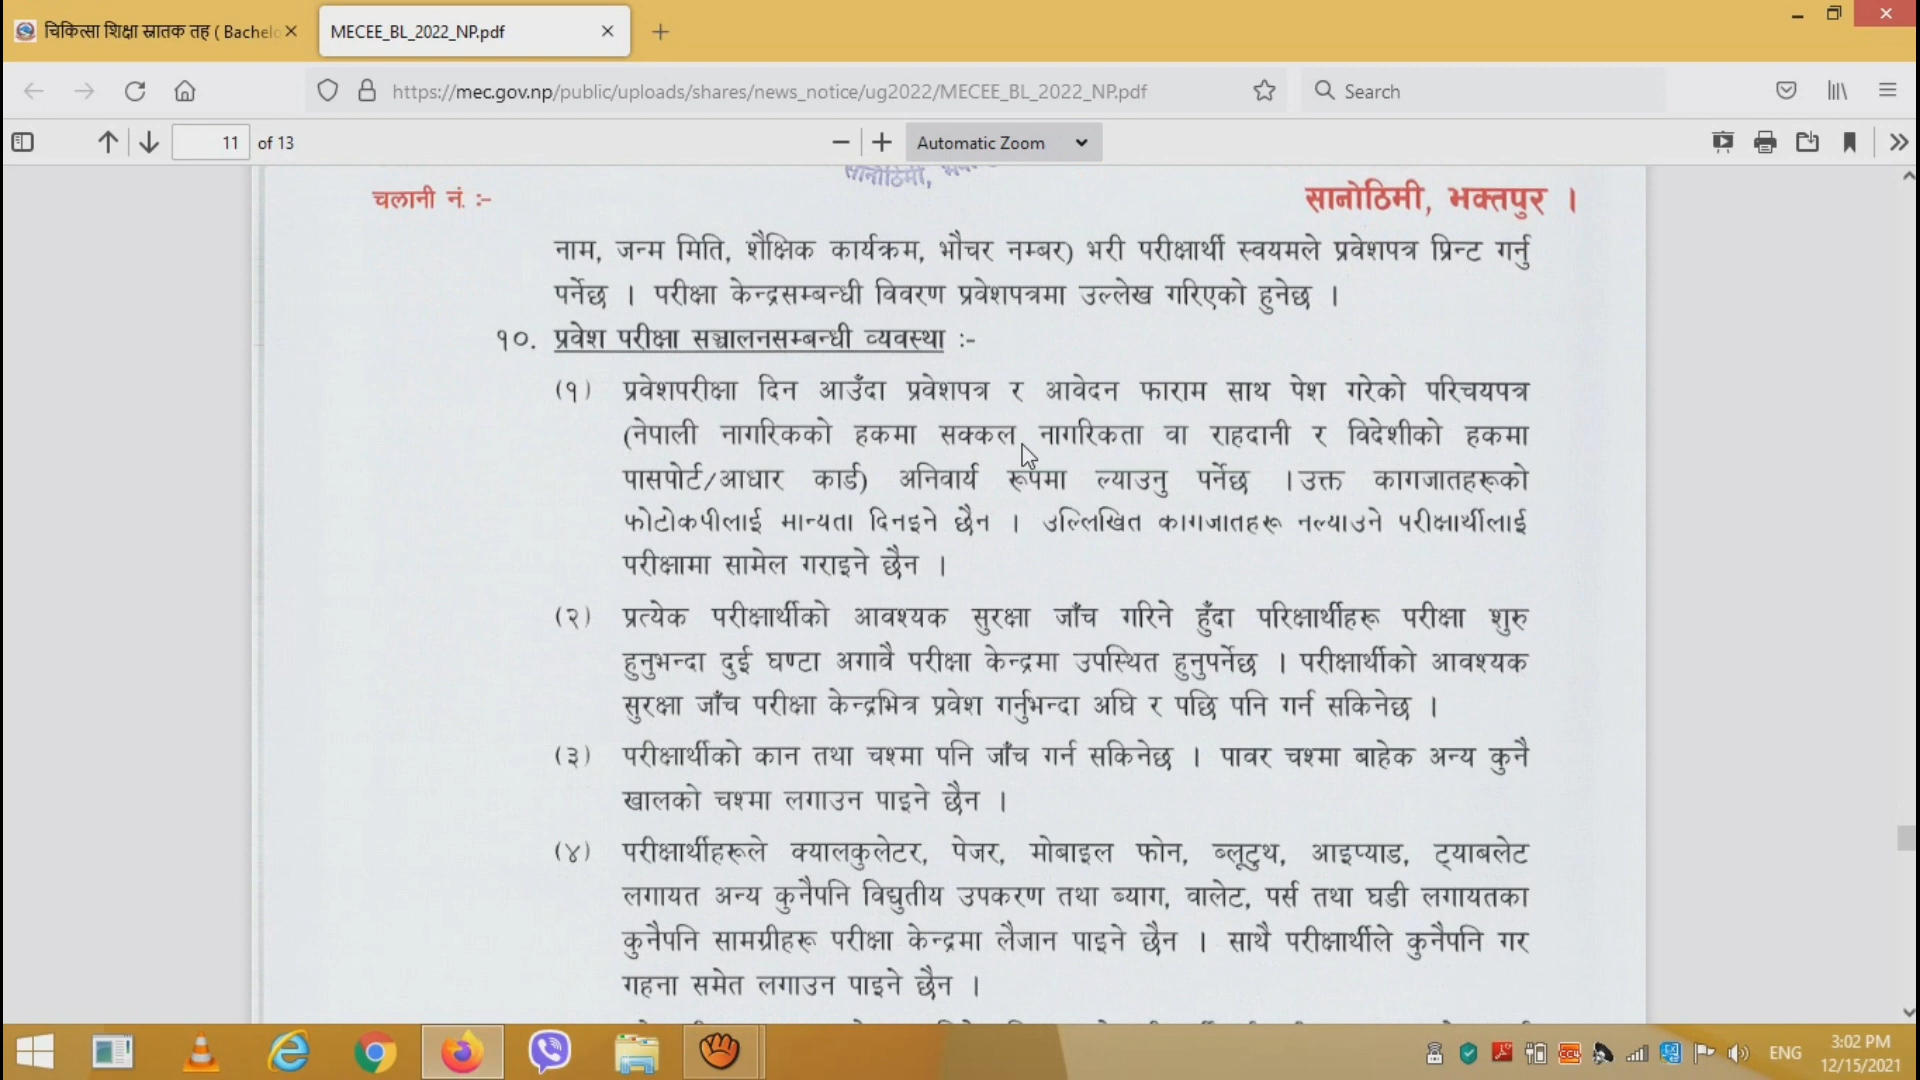 चिकित्सा शिक्षा स्नातक तह ( Bachelo
MECEE_BL_2022_NP.pdf
https://mec.gov.np/public/uploads/shares/news_notice/ug2022/MECEE_BL_2022_NP.pdf
Search
11 of 13
Automatic Zoom
सानोठिमी,
चलानी नं. :-
सानोठिमी, भक्तपुर ।
नाम, जन्म मिति, शैक्षिक कार्यक्रम, भौचर नम्बर) भरी परीक्षार्थी स्वयमले प्रवेशपत्र प्रिन्ट गर्नु
पर्नेछ । परीक्षा केन्द्रसम्बन्धी विवरण प्रवेशपत्रमा उल्लेख गरिएको हुनेछ ।
१०. प्रवेश परीक्षा सञ्चालनसम्बन्धी व्यवस्था :-
(१) प्रवेशपरीक्षा दिन आउँदा प्रवेशपत्र र आवेदन फाराम साथ पेश गरेको परिचयपत्र
(नेपाली नागरिकको हकमा सक्कल नागरिकता वा राहदानी र विदेशीको हकमा
पासपोर्ट/आधार कार्ड) अनिवार्य रूपमा ल्याउनु पर्नेछ ।उक्त कागजातहरूको
फोटोकपीलाई मान्यता दिनइने छैन । उल्लिखित कागजातहरू नल्याउने परीक्षार्थीलाई
परीक्षामा सामेल गराइने छैन ।
(२) प्रत्येक परीक्षार्थीको आवश्यक सुरक्षा जाँच गरिने हुँदा परिक्षार्थीहरू परीक्षा शुरु
हुनुभन्दा दुई घण्टा अगावै परीक्षा केन्द्रमा उपस्थित हुनुपर्नेछ । परीक्षार्थीको आवश्यक
सुरक्षा जाँच परीक्षा केन्द्रभित्र प्रवेश गर्नुभन्दा अघि र पछि पनि गर्न सकिनेछ ।
(३) परीक्षार्थीको कान तथा चश्मा पनि जाँच गर्न सकिनेछ । पावर चश्मा बाहेक अन्य कुनै
खालको चश्मा लगाउन पाइने छैन ।
(४) परीक्षार्थीहरूले क्यालकुलेटर, पेजर, मोबाइल फोन, ब्लूटुथ, आइप्याड, ट्याबलेट
लगायत अन्य कुनैपनि विद्युतीय उपकरण तथा ब्याग, वालेट, पर्स तथा घडी लगायतका
कुनैपनि सामग्रीहरू परीक्षा केन्द्रमा लैजान पाइने छैन । साथै परीक्षार्थीले कुनैपनि गर
गहना समेत लगाउन पाइने छैन ।
ENG
3:02 PM
12/15/2021